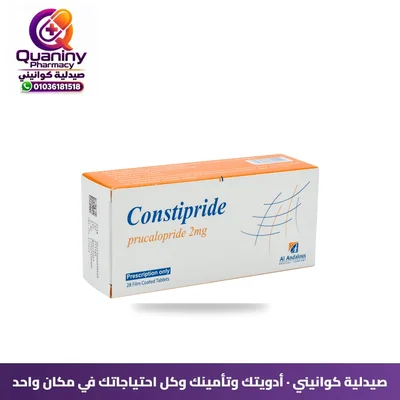 Quaniny
Pharmacy
صيدلية كوانيني
01036181518
Constipride
prucalopride 2mg
Prescription only
28 Film Coated Tablets
Al Andalous
صيدلية كوانيني - أدويتك وتأمينك وكل احتياجاتك في مكان واحد